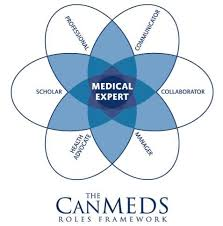 PROFESSIONAL
COMMUNICATOR
SCHOLAR
MEDICAL
EXPERT
COLLABORATOR
HEALTH
ADVOCATE
MANAGER
THE
CANMEDS
ROLES FRAMEWORK